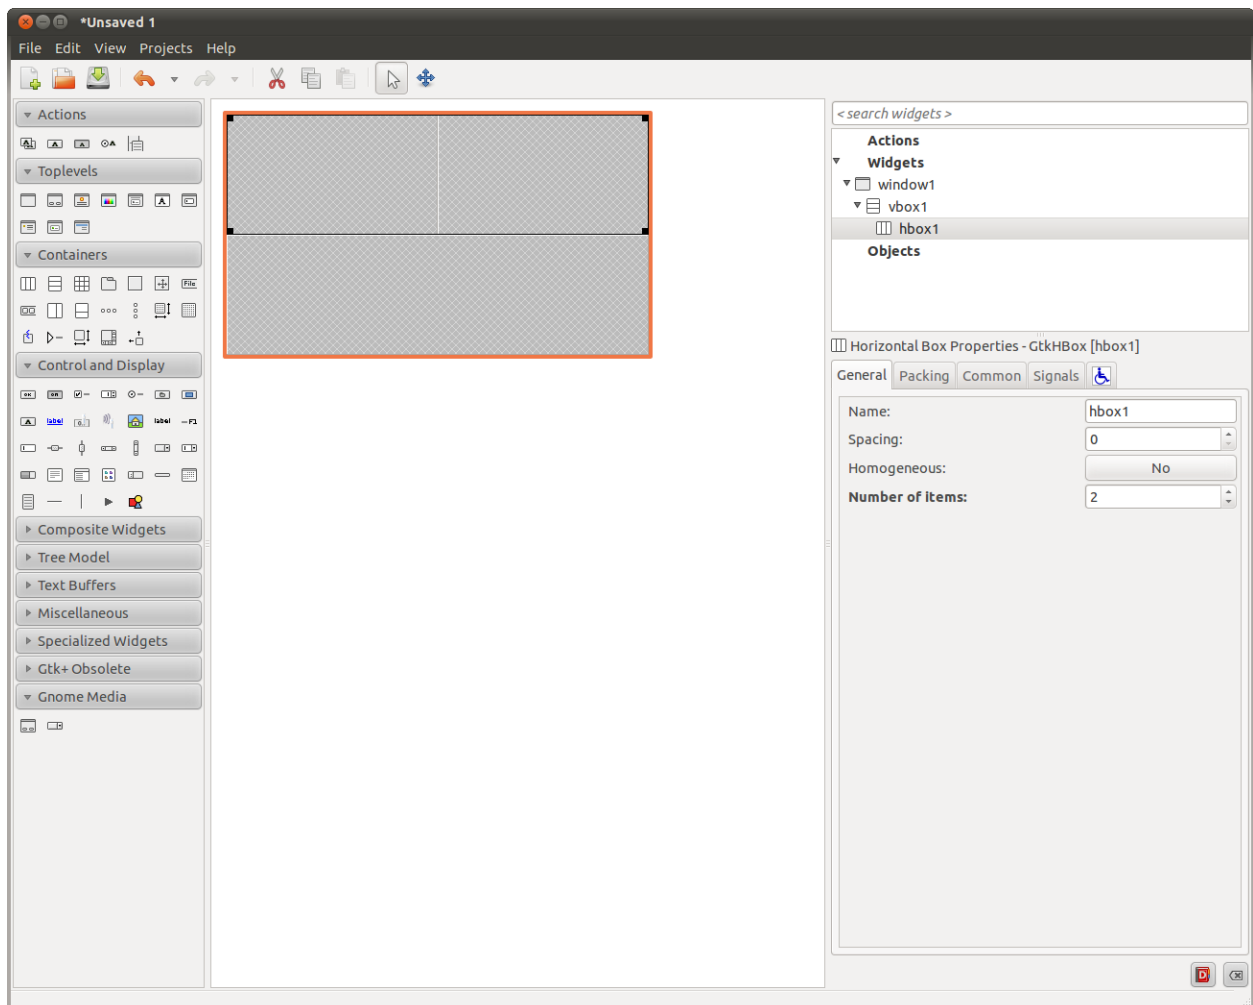 *Unsaved 1
File Edit View Projects Help
Actions
Toplevels
Containers
File
Control and Display
label
label
Composite Widgets
Tree Model
Text Buffers
Miscellaneous
Specialized Widgets
Gtk+ Obsolete
Gnome Media
< search widgets >
Actions
Widgets
window1
vbox1
hbox1
Objects
Horizontal Box Properties - GtkHBox [hbox1]
General Packing Common Signals
Name: hbox1
Spacing: 0
Homogeneous: No
Number of items: 2